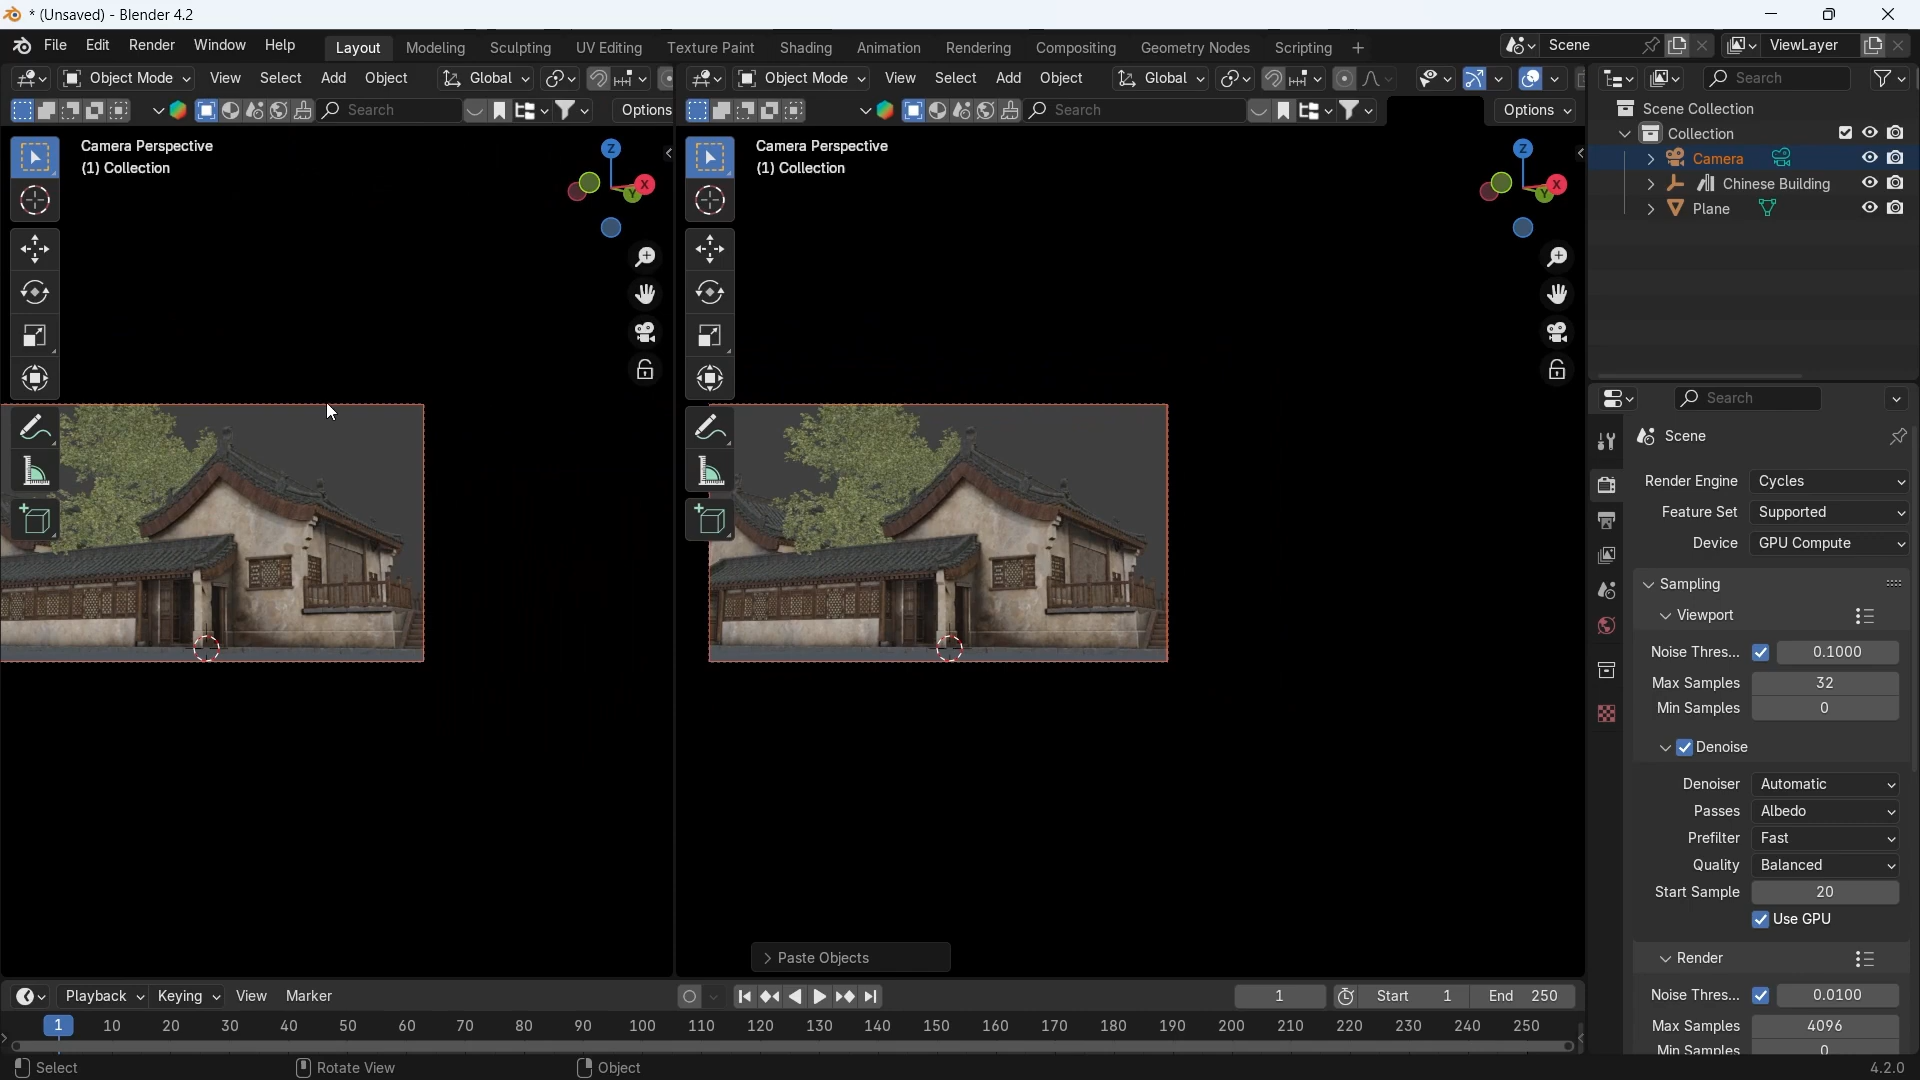 * (Unsaved) - Blender 4.2
File Edit Render Window Help Layout Modeling Sculpting UV Editing Texture Paint Shading Animation Rendering Compositing Geometry Nodes Scripting + Scene ViewLayer
Object Mode View Select Add Object Global Object Mode View Select Add Object Global Search
Search Options Search Options Scene Collection
Collection
Camera Perspective Camera Perspective Camera
(1) Collection (1) Collection Chinese Building
Plane
Z X Y Z X Y
Search
Scene
Render Engine Cycles
Feature Set Supported
Device GPU Compute
Sampling
Viewport
Noise Thres... 0.1000
Max Samples 32
Min Samples 0
Denoise
Denoiser Automatic
Passes Albedo
Prefilter Fast
Quality Balanced
Start Sample 20
Use GPU
Paste Objects Render
Playback Keying View Marker 1 Start 1 End 250 Noise Thres... 0.0100
1 10 20 30 40 50 60 70 80 90 100 110 120 130 140 150 160 170 180 190 200 210 220 230 240 250 Max Samples 4096
Min Samples 0
Select Rotate View Object 4.2.0